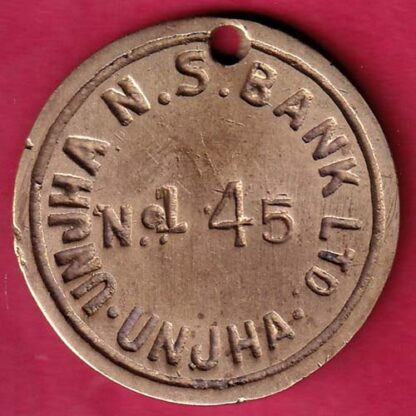 UNJHA N.S. BANK LTD
No. 145
·UNJHA·